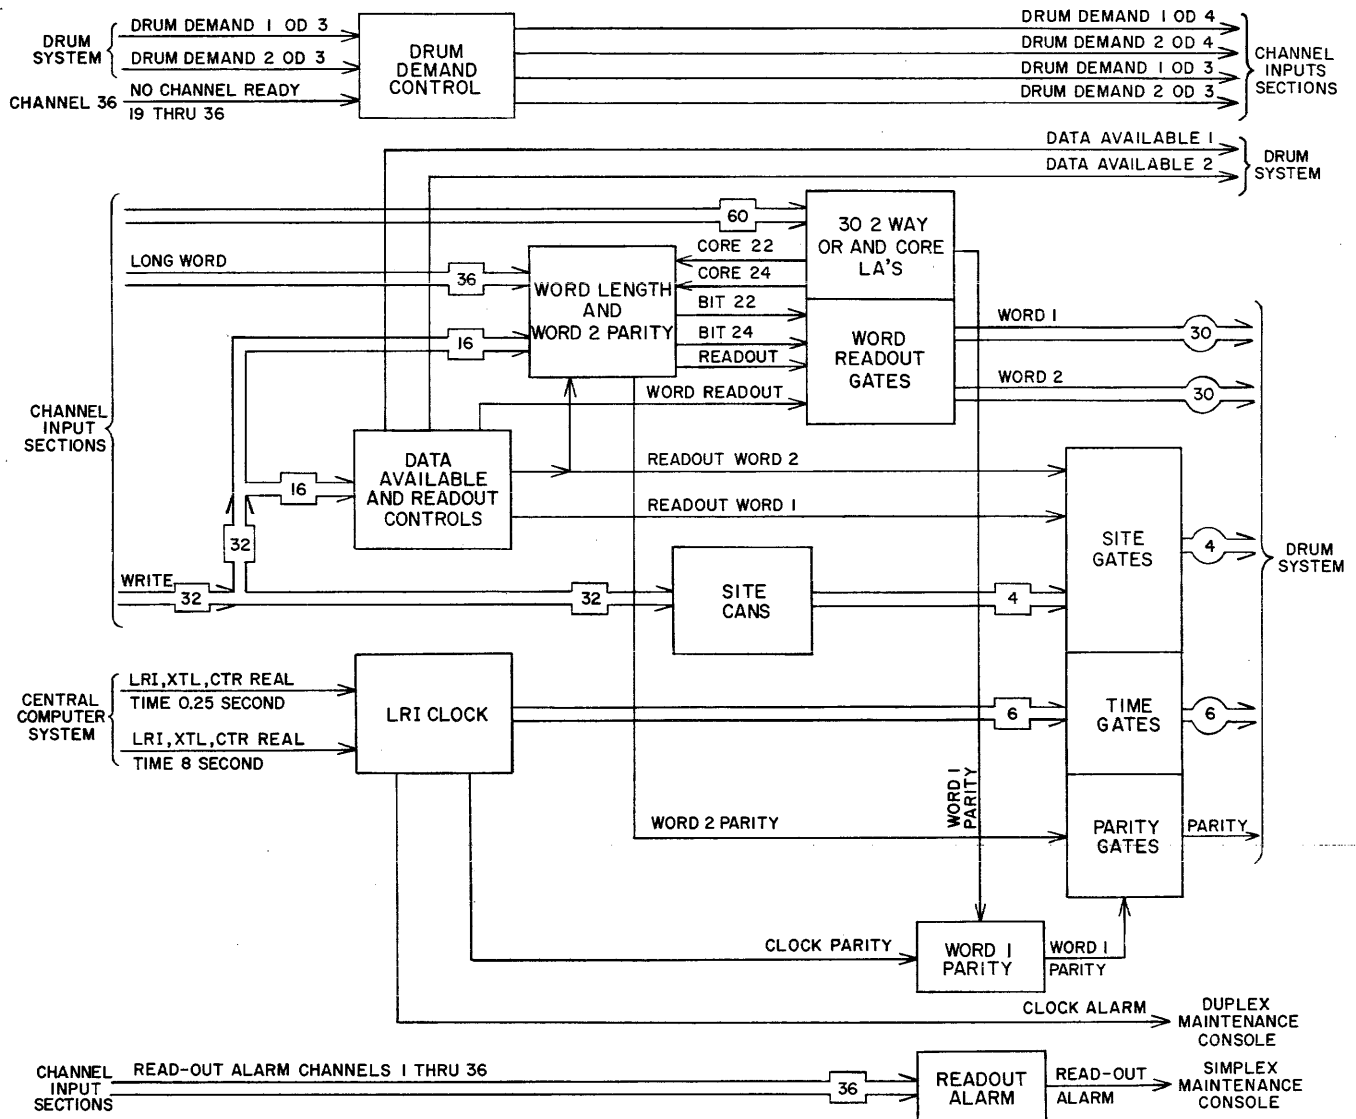 DRUM
SYSTEM
DRUM DEMAND 1 OD 3
DRUM DEMAND 2 OD 3
CHANNEL 36
NO CHANNEL READY
19 THRU 36
DRUM
DEMAND
CONTROL
DRUM DEMAND 1 OD 4
DRUM DEMAND 2 OD 4
DRUM DEMAND 1 OD 3
DRUM DEMAND 2 OD 3
CHANNEL
INPUTS
SECTIONS
DATA AVAILABLE 1
DATA AVAILABLE 2
DRUM
SYSTEM
60
30 2 WAY
OR AND CORE
LA'S
CORE 22
CORE 24
LONG WORD
36
WORD LENGTH
AND
WORD 2 PARITY
BIT 22
BIT 24
READOUT
WORD
READOUT
GATES
WORD 1
30
WORD 2
30
16
WORD READOUT
CHANNEL
INPUT
SECTIONS
DATA
AVAILABLE
AND READOUT
CONTROLS
16
READOUT WORD 2
READOUT WORD 1
32
WRITE
32
32
SITE
CANS
4
SITE
GATES
4
DRUM
SYSTEM
CENTRAL
COMPUTER
SYSTEM
LRI,XTL,CTR REAL
TIME 0.25 SECOND
LRI,XTL,CTR REAL
TIME 8 SECOND
LRI CLOCK
6
TIME
GATES
6
WORD 1
PARITY
WORD 2 PARITY
PARITY
GATES
PARITY
CLOCK PARITY
WORD 1
PARITY
WORD 1
PARITY
CLOCK ALARM
DUPLEX
MAINTENANCE
CONSOLE
CHANNEL
INPUT
SECTIONS
READ-OUT ALARM CHANNELS 1 THRU 36
36
READOUT
ALARM
READ-OUT
ALARM
SIMPLEX
MAINTENANCE
CONSOLE